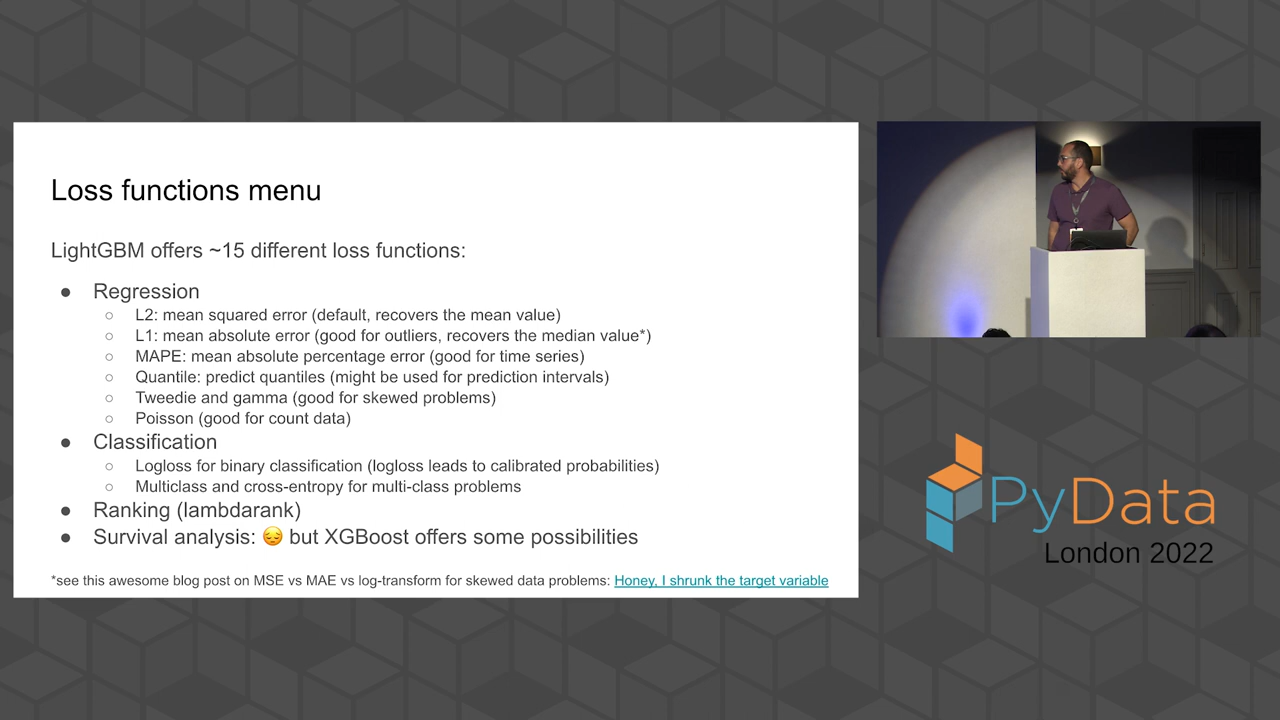 Loss functions menu
LightGBM offers ~15 different loss functions:
● Regression
○ L2: mean squared error (default, recovers the mean value)
○ L1: mean absolute error (good for outliers, recovers the median value*)
○ MAPE: mean absolute percentage error (good for time series)
○ Quantile: predict quantiles (might be used for prediction intervals)
○ Tweedie and gamma (good for skewed problems)
○ Poisson (good for count data)
● Classification
○ Logloss for binary classification (logloss leads to calibrated probabilities)
○ Multiclass and cross-entropy for multi-class problems
● Ranking (lambdarank)
● Survival analysis: 😔 but XGBoost offers some possibilities
*see this awesome blog post on MSE vs MAE vs log-transform for skewed data problems: Honey, I shrunk the target variable
PyData
London 2022